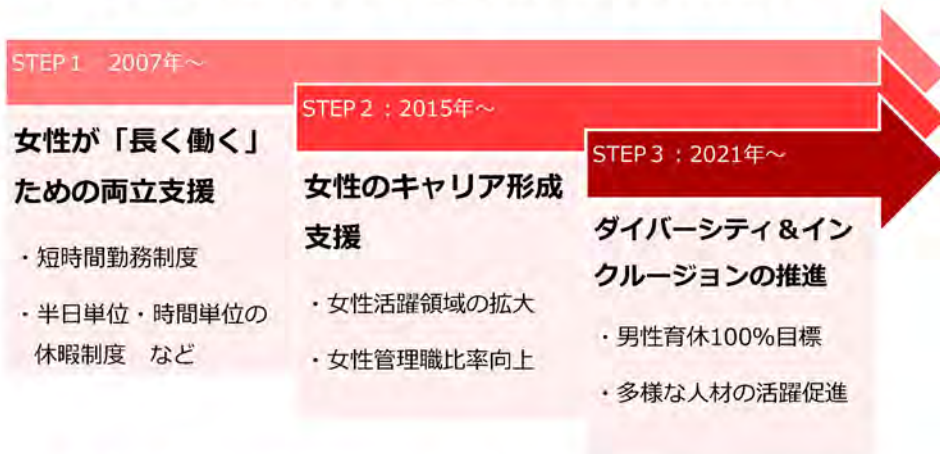 STEP１　2007年～
女性が「長く働く」
ための両立支援
・短時間勤務制度
・半日単位・時間単位の
休暇制度　など
STEP２：2015年～
女性のキャリア形成
支援
・女性活躍領域の拡大
・女性管理職比率向上
STEP３：2021年～
ダイバーシティ＆イン
クルージョンの推進
・男性育休100％目標
・多様な人材の活躍促進